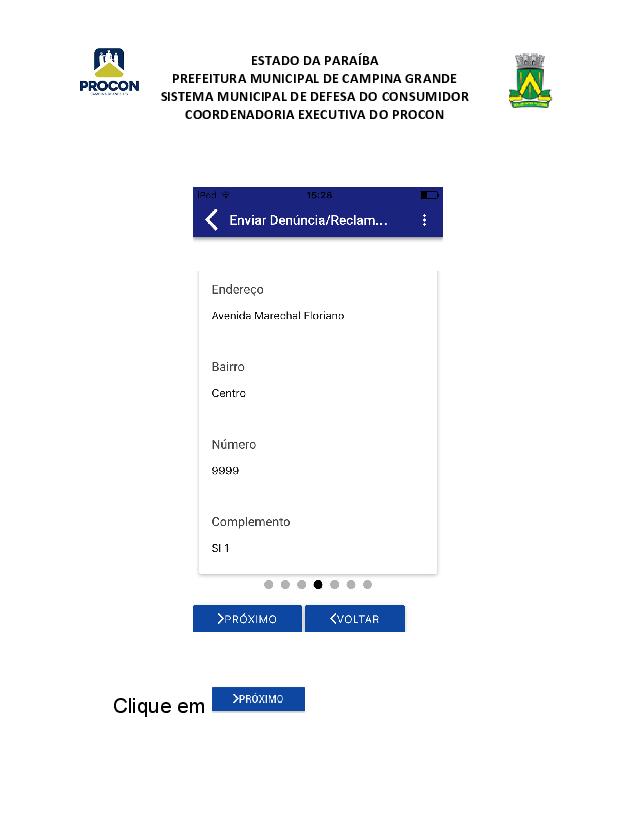 PROCON
ESTADO DA PARAÍBA
PREFEITURA MUNICIPAL DE CAMPINA GRANDE
SISTEMA MUNICIPAL DE DEFESA DO CONSUMIDOR
COORDENADORIA EXECUTIVA DO PROCON
iPod 15:28
Enviar Denúncia/Reclam...
Endereço
Avenida Marechal Floriano
Bairro
Centro
Número
9999
Complemento
Sl 1
PRÓXIMO VOLTAR
Clique em PRÓXIMO